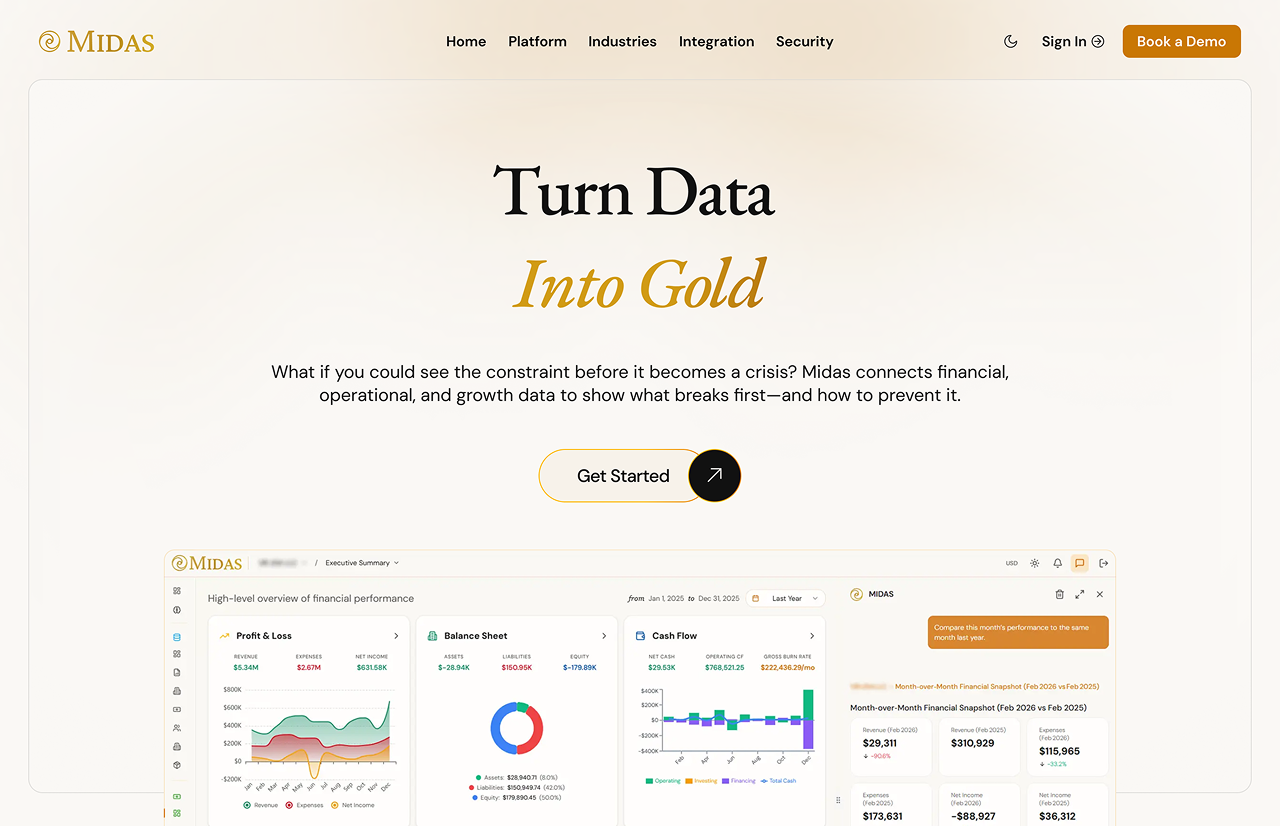 MIDAS
Home Platform Industries Integration Security
Sign In
Book a Demo
Turn Data
Into Gold
What if you could see the constraint before it becomes a crisis? Midas connects financial,
operational, and growth data to show what breaks first—and how to prevent it.
Get Started
MIDAS
/ Executive Summary
USD
High-level overview of financial performance
from Jan 1, 2025 to Dec 31, 2025
Last Year
Profit & Loss
REVENUE EXPENSES NET INCOME
$5.34M $2.67M $631.58K
$800K
$600K
$400K
$200K
$0
-$200K
Jan Feb Mar Apr May Jun Jul Aug Sep Oct Nov Dec
Revenue Expenses Net Income
Balance Sheet
ASSETS LIABILITIES EQUITY
$-28.94K $150.95K $-179.89K
Assets: $28,940.71 (8.0%)
Liabilities: $150,949.74 (42.0%)
Equity: $179,890.45 (50.0%)
Cash Flow
NET CASH OPERATING CF GROSS BURN RATE
$29.53K $768,521.25 $222,436.29/mo
$400K
$200K
$0
-$200K
-$400K
Feb Apr Jun Aug Oct Dec
Operating Investing Financing Total Cash
MIDAS
Compare this month's performance to the same
month last year.
Month-over-Month Financial Snapshot (Feb 2026 vs Feb 2025)
Month-over-Month Financial Snapshot (Feb 2026 vs Feb 2025)
Revenue (Feb 2026)
$29,311
↓ -90.6%
Revenue (Feb 2025)
$310,929
Expenses
(Feb 2026)
$115,965
↓ -33.2%
Expenses
(Feb 2025)
$173,631
Net Income
(Feb 2026)
-$88,927
Net Income
(Feb 2025)
$36,312